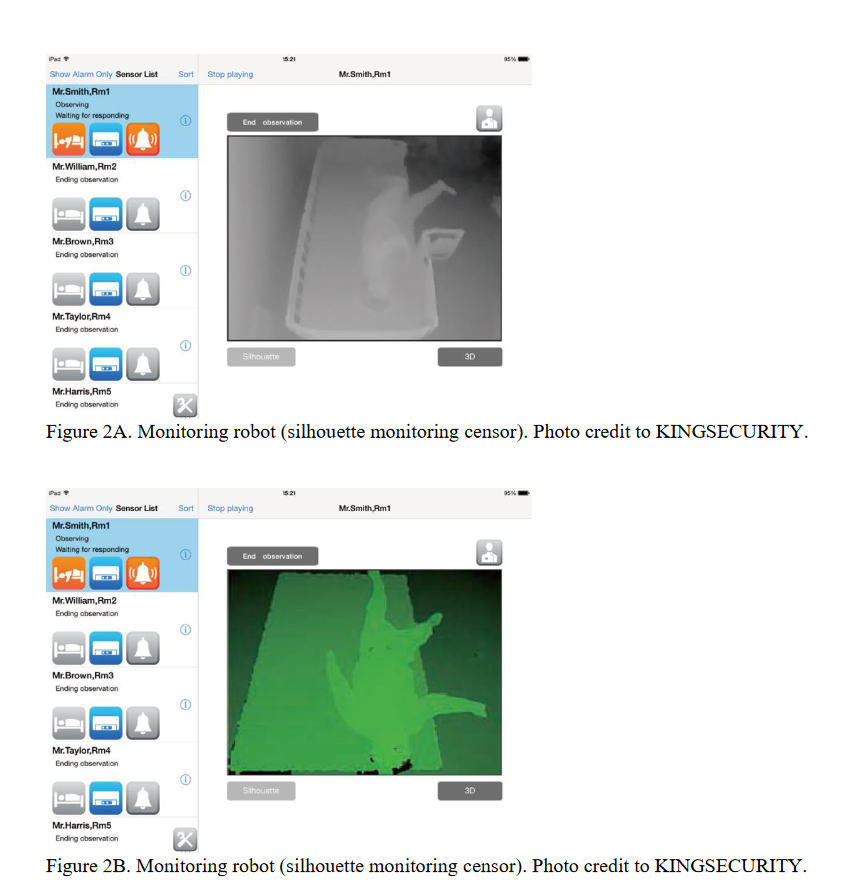 iPad 15:21 95%
Show Alarm Only Sensor List Sort Stop playing Mr.Smith,Rm1
Mr.Smith,Rm1
Observing
Waiting for responding
End observation
Mr.William,Rm2
Ending observation
Mr.Brown,Rm3
Ending observation
Mr.Taylor,Rm4
Ending observation
Silhouette 3D
Mr.Harris,Rm5
Ending observation
Figure 2A. Monitoring robot (silhouette monitoring censor). Photo credit to KINGSECURITY.
iPad 15:21 95%
Show Alarm Only Sensor List Sort Stop playing Mr.Smith,Rm1
Mr.Smith,Rm1
Observing
Waiting for responding
End observation
Mr.William,Rm2
Ending observation
Mr.Brown,Rm3
Ending observation
Mr.Taylor,Rm4
Ending observation
Silhouette 3D
Mr.Harris,Rm5
Ending observation
Figure 2B. Monitoring robot (silhouette monitoring censor). Photo credit to KINGSECURITY.